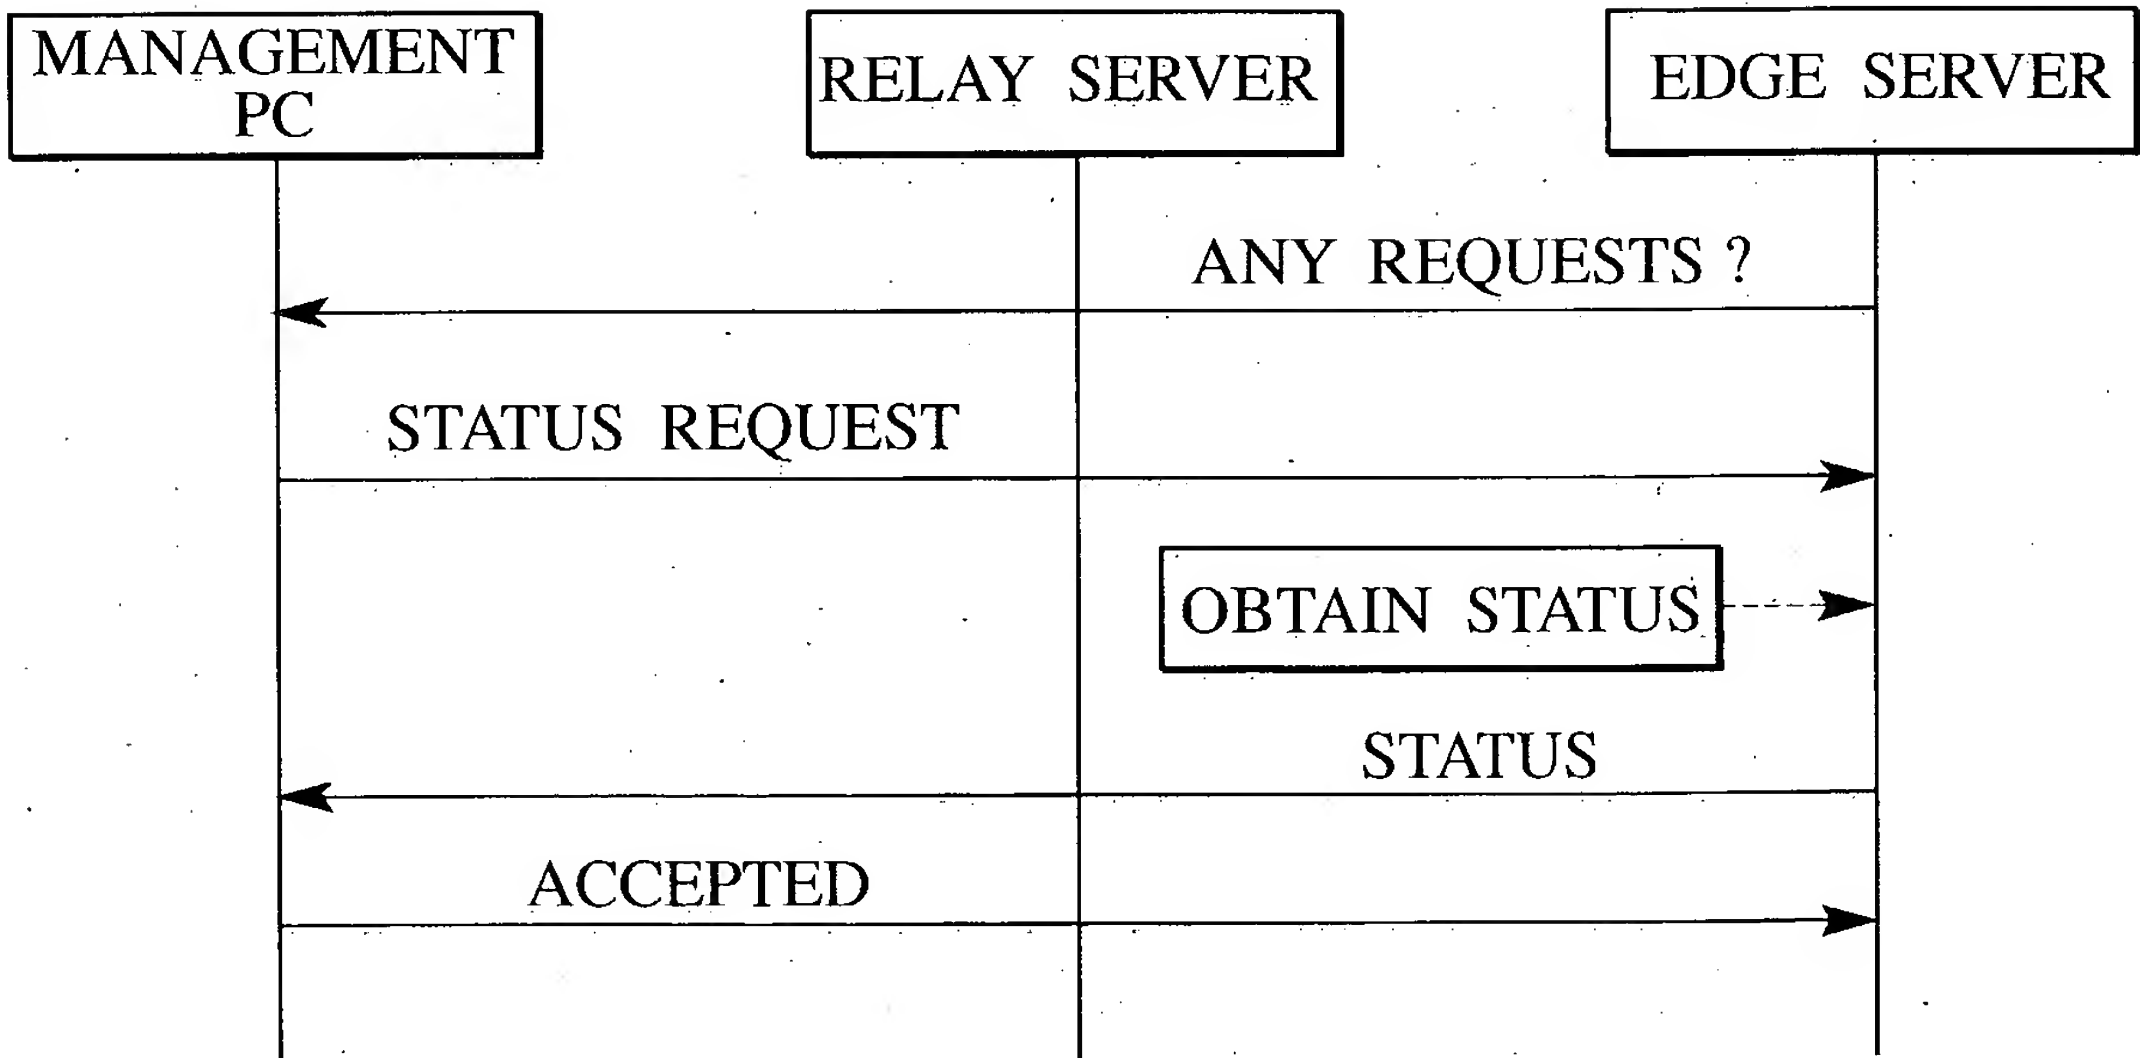 MANAGEMENT
PC
RELAY SERVER
EDGE SERVER
ANY REQUESTS ?
STATUS REQUEST
OBTAIN STATUS
STATUS
ACCEPTED